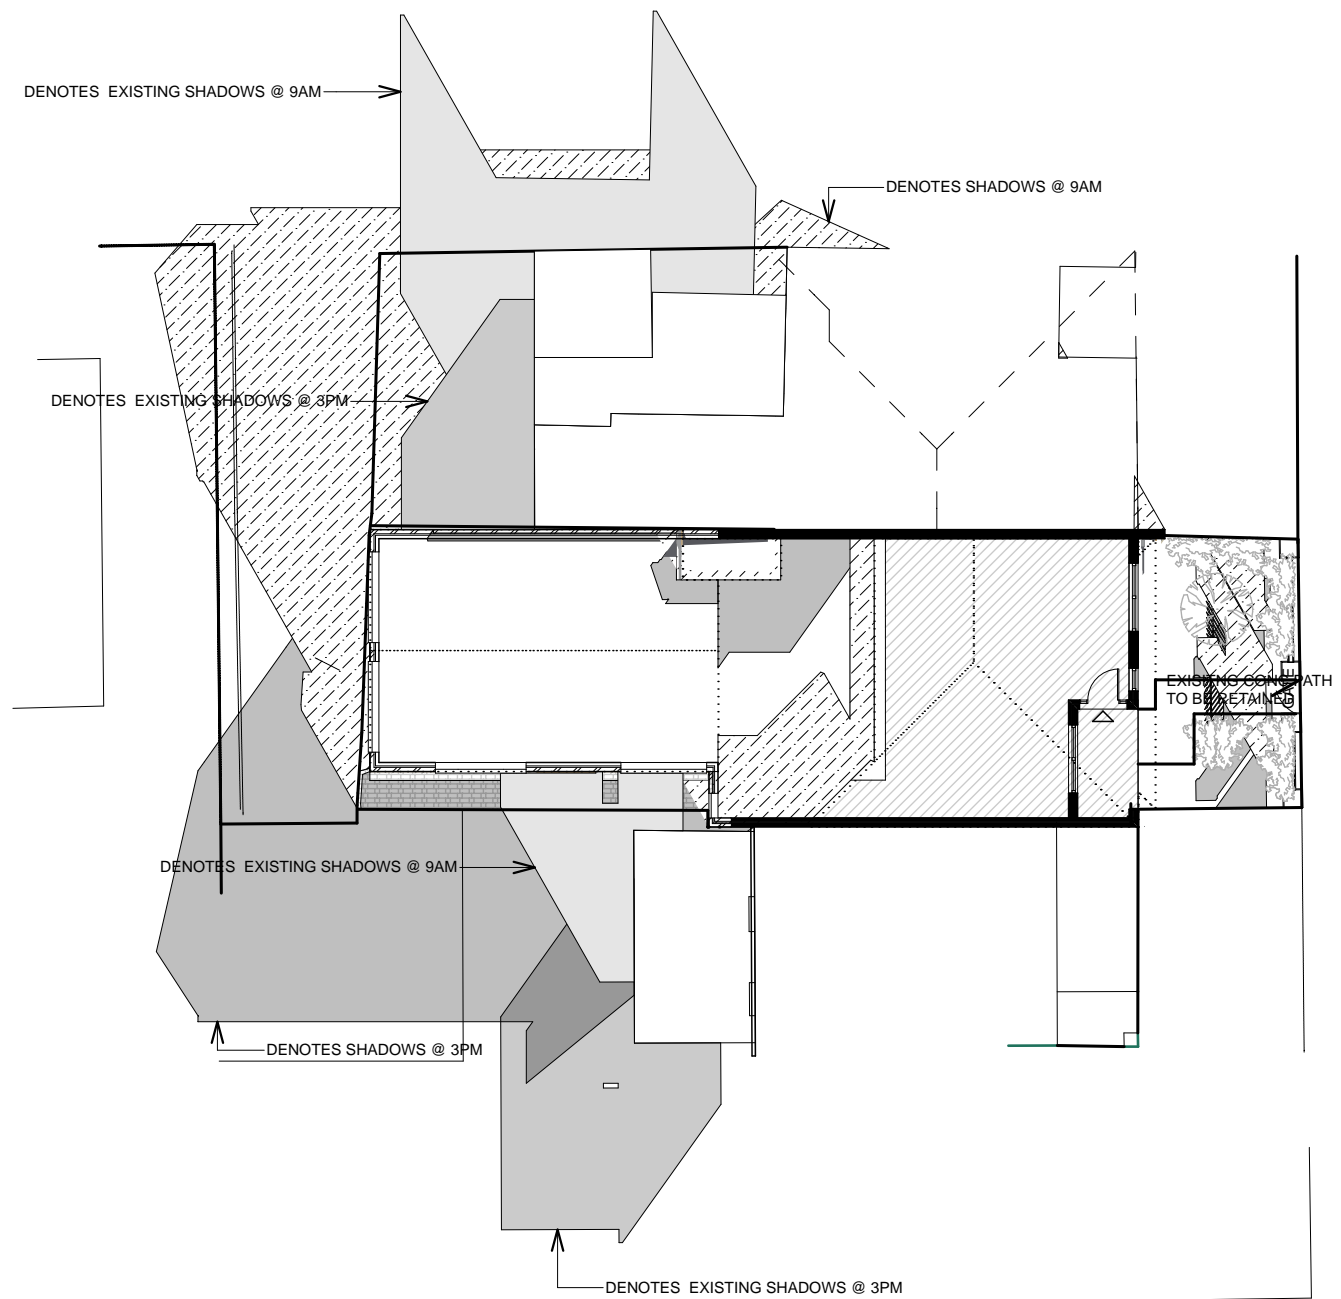 DENOTES EXISTING SHADOWS @ 9AM
DENOTES SHADOWS @ 9AM
DENOTES EXISTING SHADOWS @ 3PM
EXISITNG CONC PATH
TO BE RETAINED
DENOTES EXISTING SHADOWS @ 9AM
DENOTES SHADOWS @ 3PM
DENOTES EXISTING SHADOWS @ 3PM